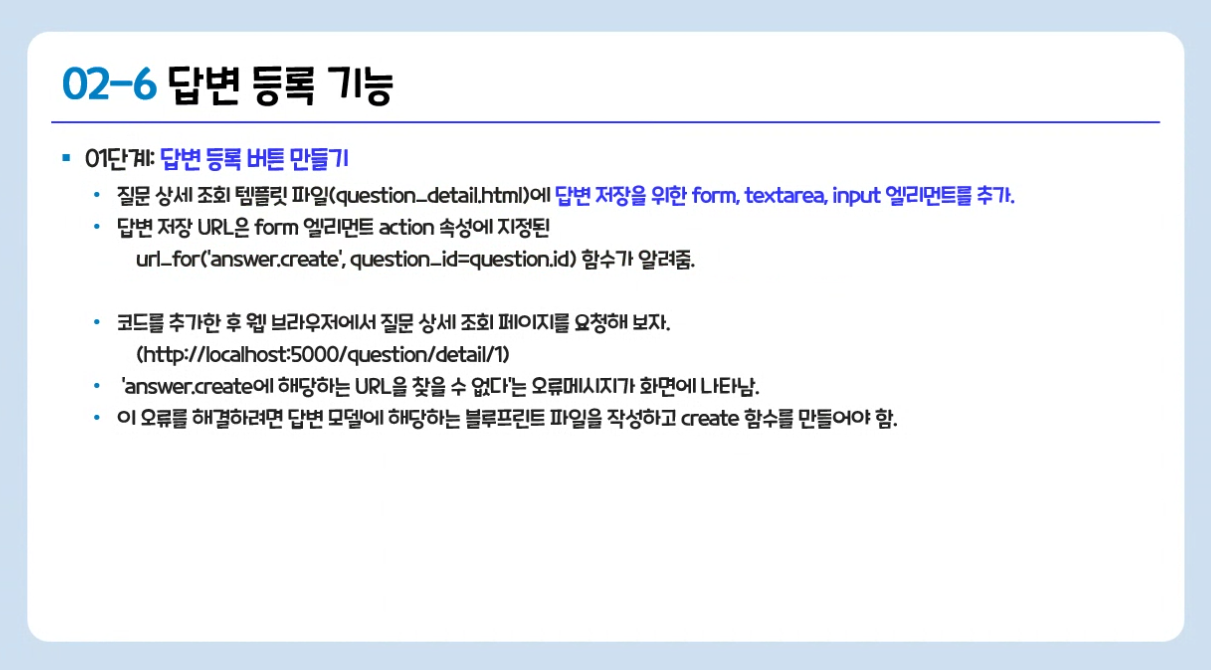 02-6 답변 등록 기능
01단계: 답변 등록 버튼 만들기
질문 상세 조회 템플릿 파일(question_detail.html)에 답변 저장을 위한 form, textarea, input 엘리먼트를 추가.
답변 저장 URL은 form 엘리먼트 action 속성에 지정된
url_for('answer.create', question_id=question.id) 함수가 알려줌.
코드를 추가한 후 웹 브라우저에서 질문 상세 조회 페이지를 요청해 보자.
(http://localhost:5000/question/detail/1)
'answer.create에 해당하는 URL을 찾을 수 없다'는 오류메시지가 화면에 나타남.
이 오류를 해결하려면 답변 모델에 해당하는 블루프린트 파일을 작성하고 create 함수를 만들어야 함.